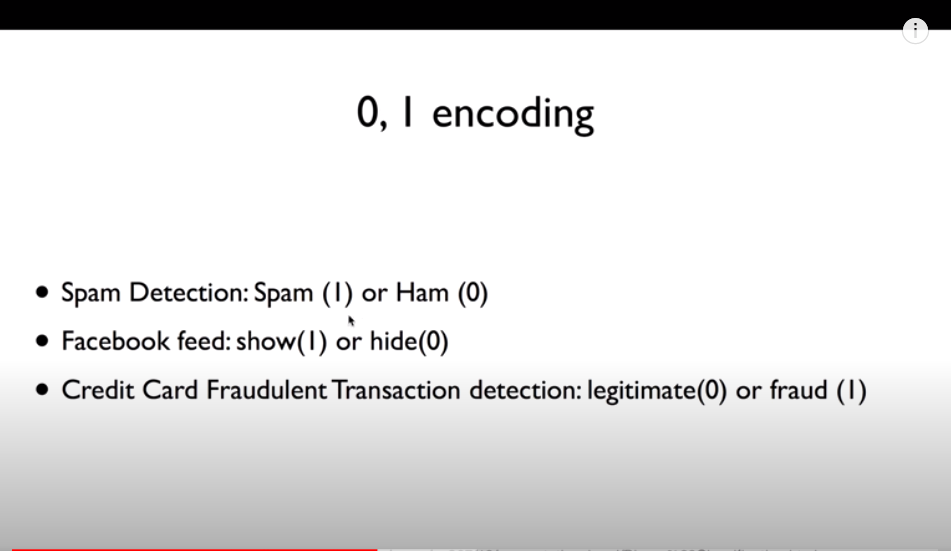 0, 1 encoding
• Spam Detection: Spam (1) or Ham (0)
• Facebook feed: show(1) or hide(0)
• Credit Card Fraudulent Transaction detection: legitimate(0) or fraud (1)